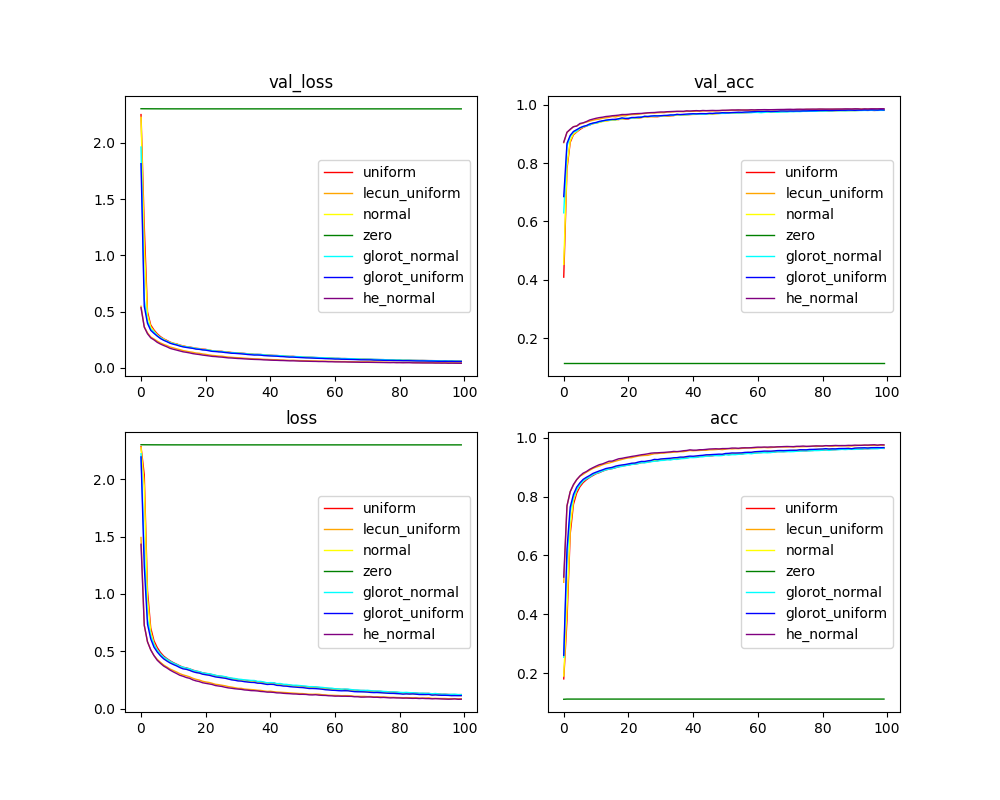 val_loss
2.0
1.5
1.0
0.5
0.0
0 20 40 60 80 100
uniform
lecun_uniform
normal
zero
glorot_normal
glorot_uniform
he_normal
val_acc
1.0
0.8
0.6
0.4
0.2
0 20 40 60 80 100
uniform
lecun_uniform
normal
zero
glorot_normal
glorot_uniform
he_normal
loss
2.0
1.5
1.0
0.5
0.0
0 20 40 60 80 100
uniform
lecun_uniform
normal
zero
glorot_normal
glorot_uniform
he_normal
acc
1.0
0.8
0.6
0.4
0.2
0 20 40 60 80 100
uniform
lecun_uniform
normal
zero
glorot_normal
glorot_uniform
he_normal